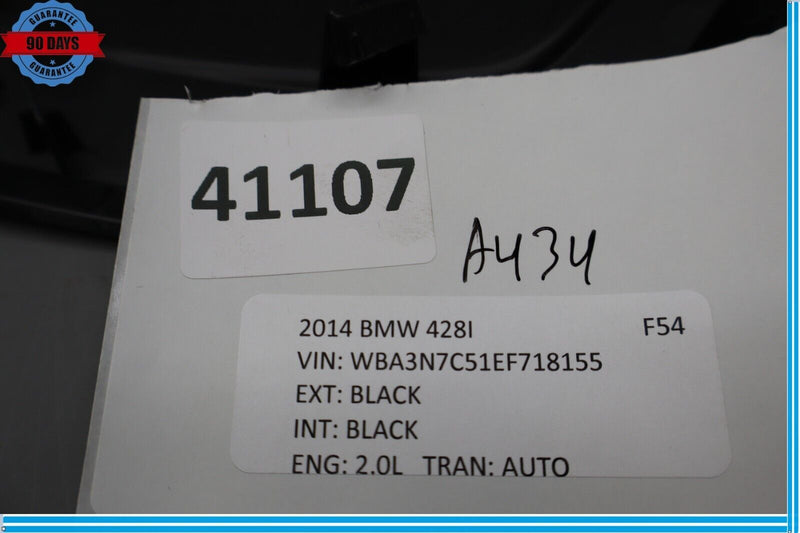 GUARANTEE
90 DAYS
GUARANTEE
41107
A434
2014 BMW 428I F54
VIN: WBA3N7C51EF718155
EXT: BLACK
INT: BLACK
ENG: 2.0L TRAN: AUTO